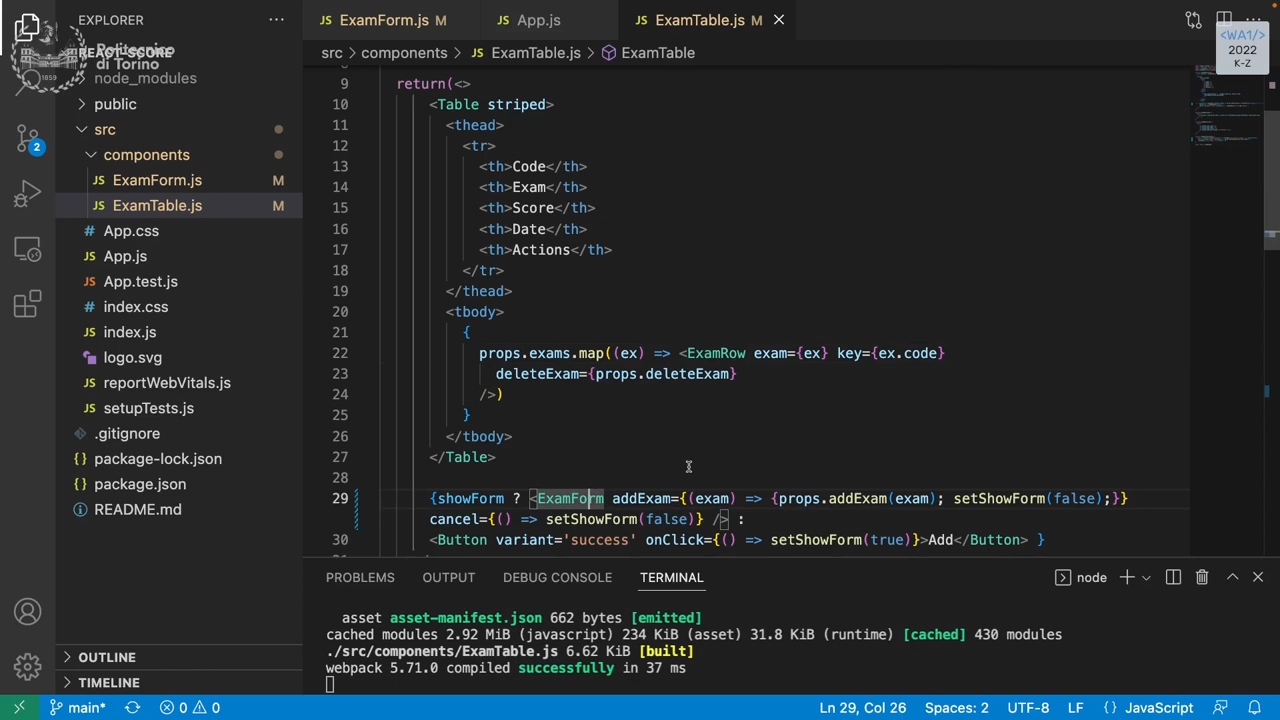 EXPLORER
REACT-SCORE
node_modules
public
src
components
JS ExamForm.js M
JS ExamTable.js M
# App.css
JS App.js
JS App.test.js
# index.css
JS index.js
logo.svg
JS reportWebVitals.js
JS setupTests.js
.gitignore
{} package-lock.json
{} package.json
README.md
OUTLINE
TIMELINE
Politecnico
di Torino
1859
2
JS ExamForm.js M
JS App.js
JS ExamTable.js M
<WA1/>
2022
K-Z
src > components > JS ExamTable.js > ExamTable
9 return(<>
10 <Table striped>
11 <thead>
12 <tr>
13 <th>Code</th>
14 <th>Exam</th>
15 <th>Score</th>
16 <th>Date</th>
17 <th>Actions</th>
18 </tr>
19 </thead>
20 <tbody>
21 {
22 props.exams.map((ex) => <ExamRow exam={ex} key={ex.code}
23 deleteExam={props.deleteExam}
24 />)
25 }
26 </tbody>
27 </Table>
28
29 {showForm ? <ExamForm addExam={(exam) => {props.addExam(exam); setShowForm(false);}}
cancel={() => setShowForm(false)} /> :
30 <Button variant='success' onClick={() => setShowForm(true)}>Add</Button> }
PROBLEMS OUTPUT DEBUG CONSOLE TERMINAL
node
asset asset-manifest.json 662 bytes [emitted]
cached modules 2.92 MiB (javascript) 234 KiB (asset) 31.8 KiB (runtime) [cached] 430 modules
./src/components/ExamTable.js 6.62 KiB [built]
webpack 5.71.0 compiled successfully in 37 ms
main* 0 0 Ln 29, Col 26 Spaces: 2 UTF-8 LF {} JavaScript